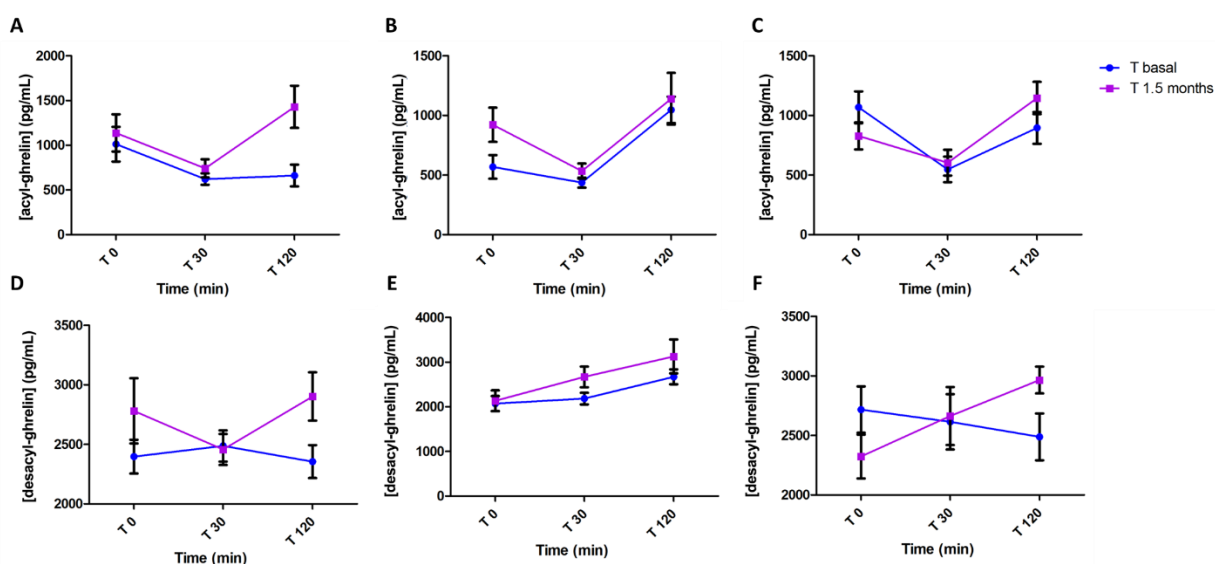 A
[acyl-ghrelin] (pg/mL)
2000
1500
1000
500
0
T 0
T 30
T 120
Time (min)
B
[acyl-ghrelin] (pg/mL)
1500
1000
500
0
T 0
T 30
T 120
Time (min)
C
[acyl-ghrelin] (pg/mL)
1500
1000
500
0
T 0
T 30
T 120
Time (min)
T basal
T 1.5 months
D
[desacyl-ghrelin] (pg/mL)
3500
3000
2500
2000
T 0
T 30
T 120
Time (min)
E
[desacyl-ghrelin] (pg/mL)
4000
3000
2000
1000
0
T 0
T 30
T 120
Time (min)
F
[desacyl-ghrelin] (pg/mL)
3500
3000
2500
2000
T 0
T 30
T 120
Time (min)